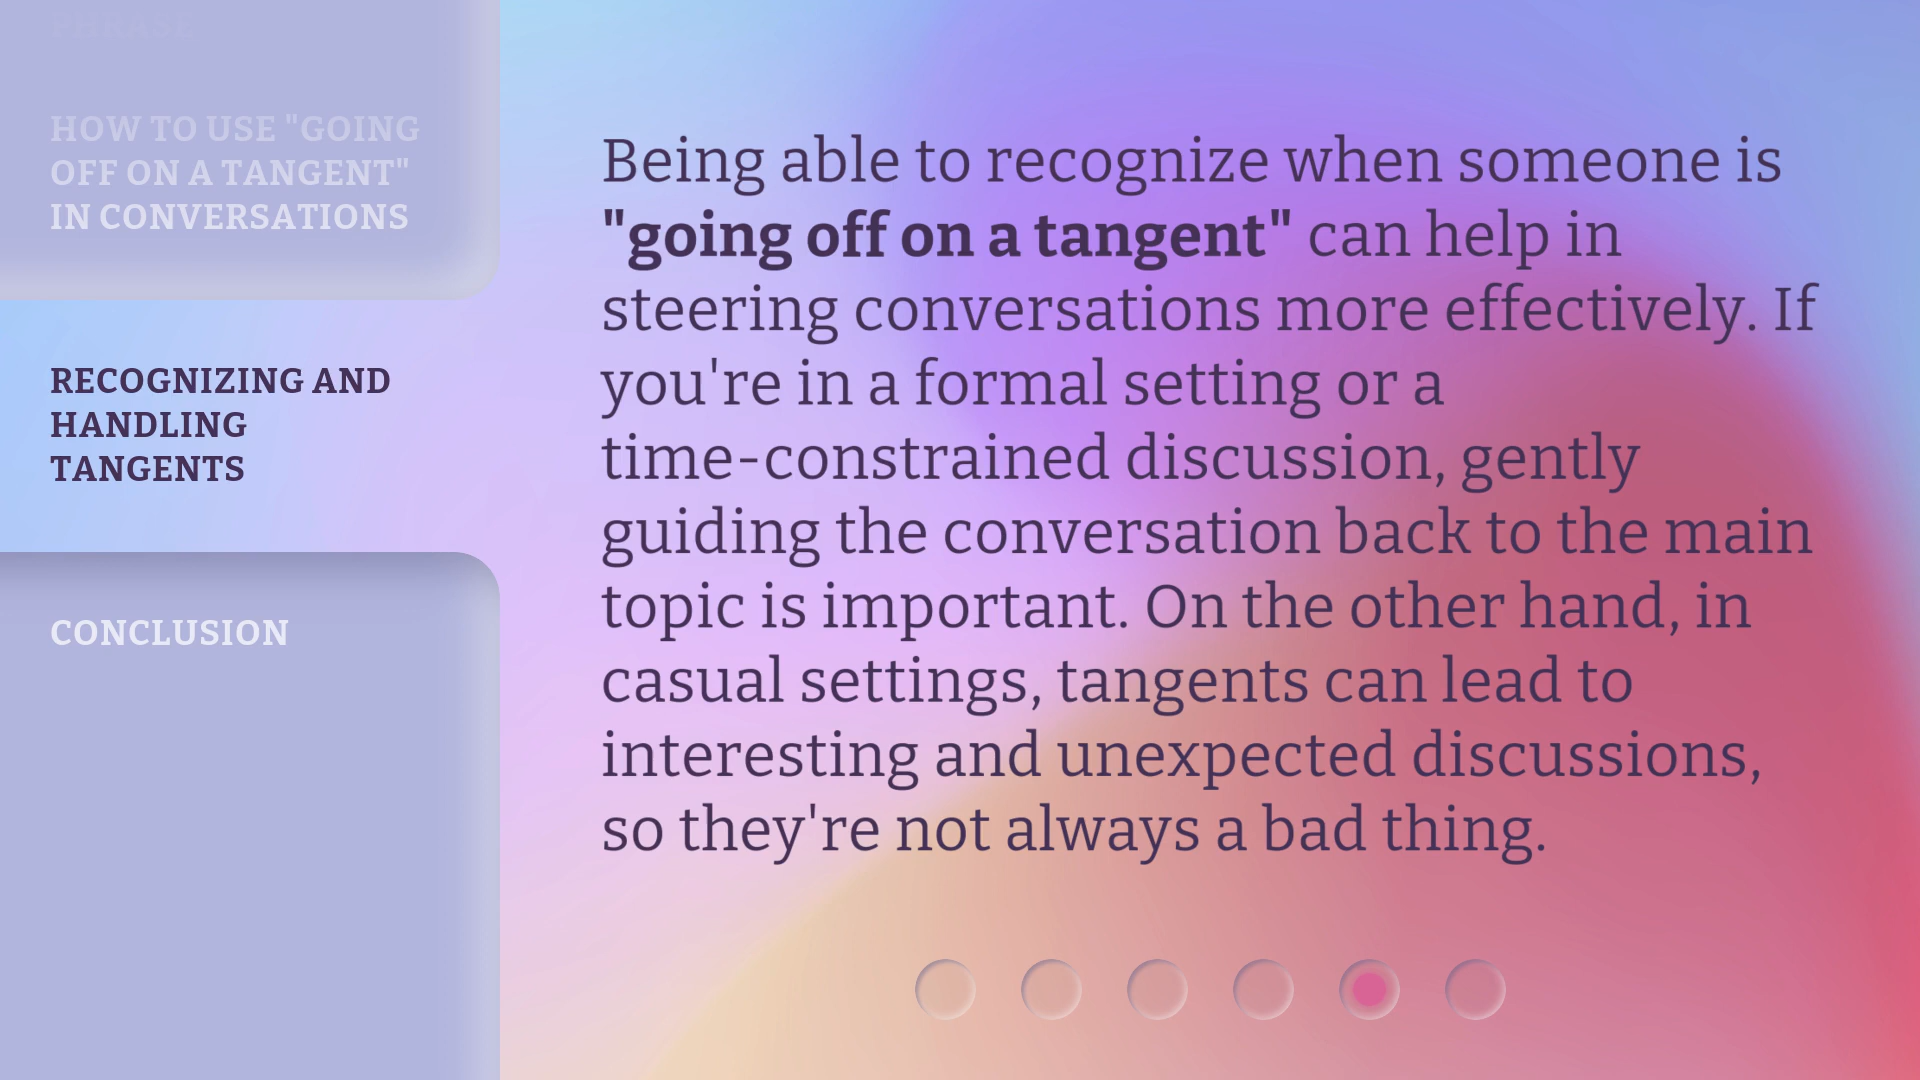 PHRASE
HOW TO USE "GOING
OFF ON A TANGENT"
IN CONVERSATIONS
RECOGNIZING AND
HANDLING
TANGENTS
CONCLUSION
Being able to recognize when someone is
"going off on a tangent" can help in
steering conversations more effectively. If
you're in a formal setting or a
time-constrained discussion, gently
guiding the conversation back to the main
topic is important. On the other hand, in
casual settings, tangents can lead to
interesting and unexpected discussions,
so they're not always a bad thing.